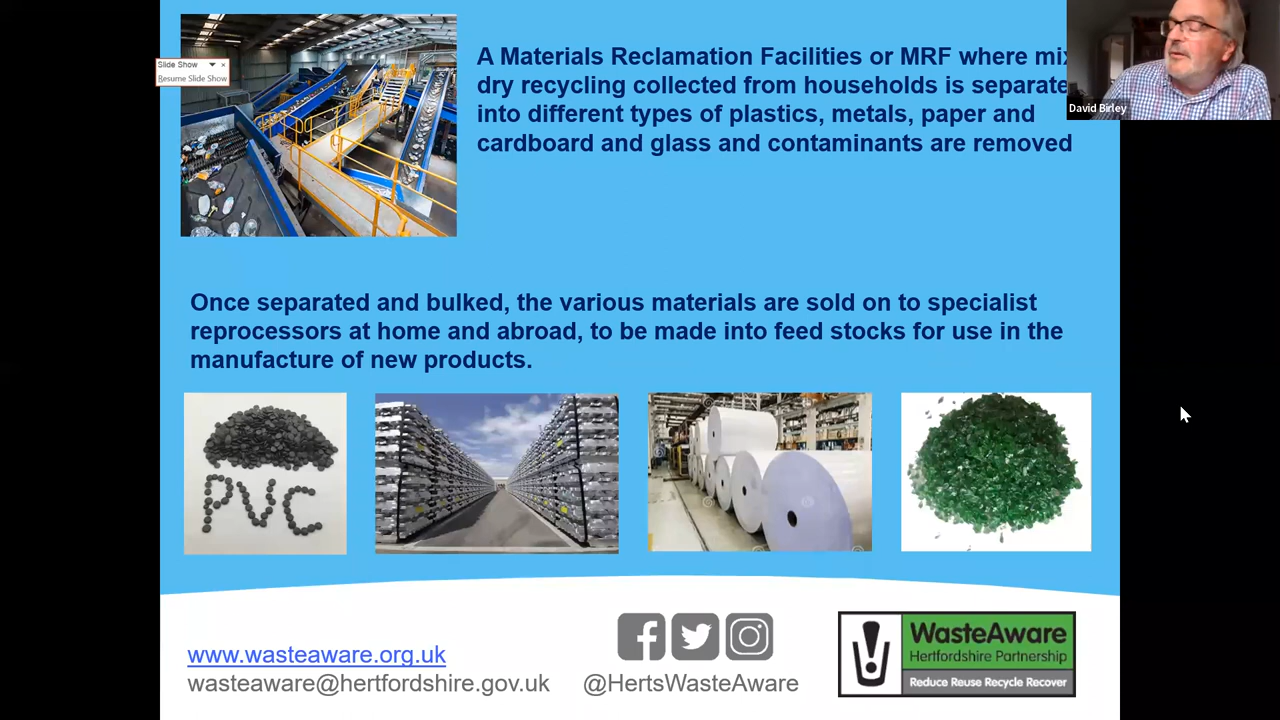 Slide Show
Resume Slide Show
A Materials Reclamation Facilities or MRF where
dry recycling collected from households is
into different types of plastics, metals, paper and
cardboard and glass and contaminants are removed
David Birley
Once separated and bulked, the various materials are sold on to specialist
reprocessors at home and abroad, to be made into feed stocks for use in the
manufacture of new products.
PVC
www.wasteaware.org.uk
wasteaware@hertfordshire.gov.uk
@HertsWasteAware
WasteAware
Hertfordshire Partnership
Reduce Reuse Recycle Recover